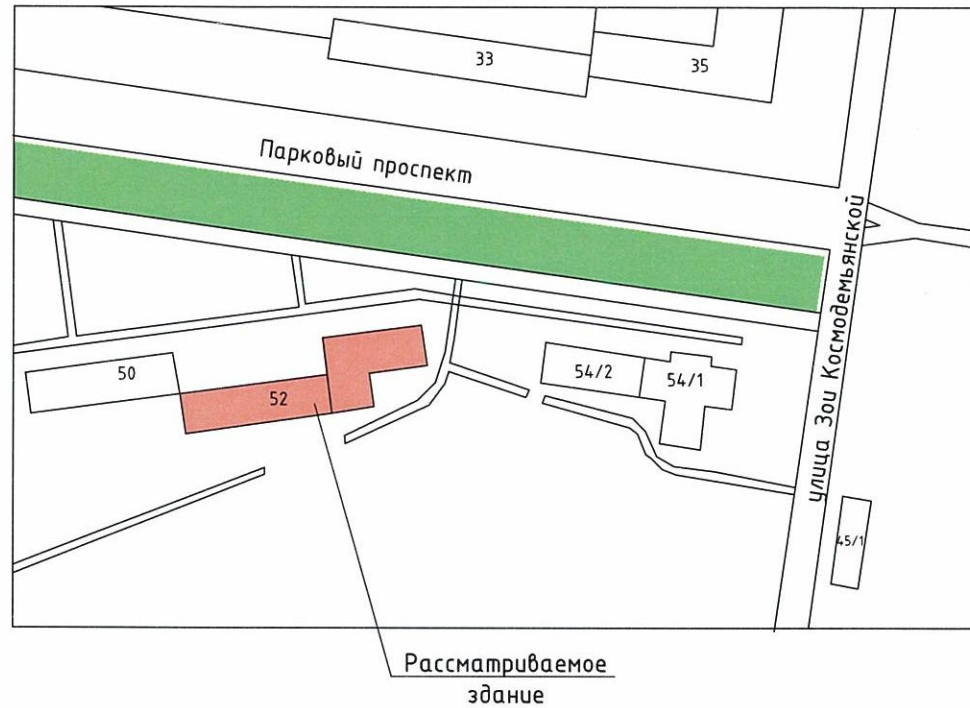 33
35
Парковый проспект
улица Зои Космодемьянской
50
52
54/2
54/1
45/1
Рассматриваемое
здание